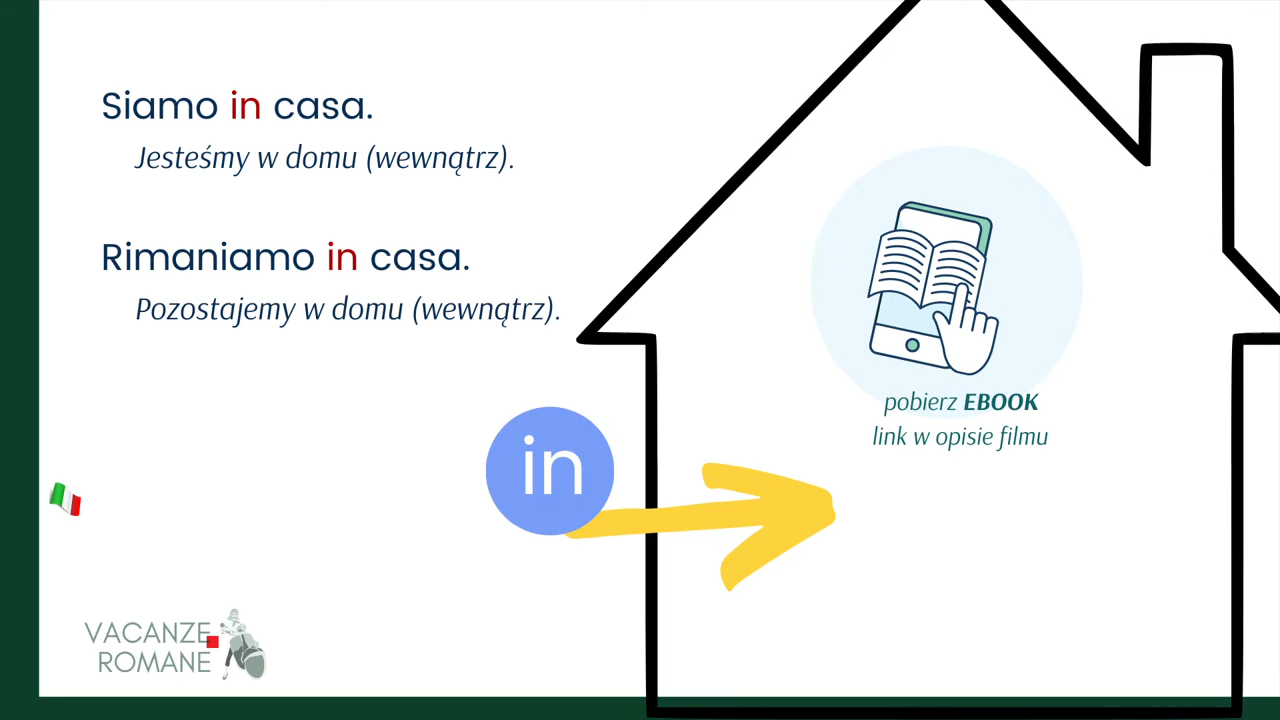 Siamo in casa.
Jesteśmy w domu (wewnątrz).
Rimaniamo in casa.
Pozostajemy w domu (wewnątrz).
pobierz EBOOK
link w opisie filmu
in
VACANZE
ROMANE